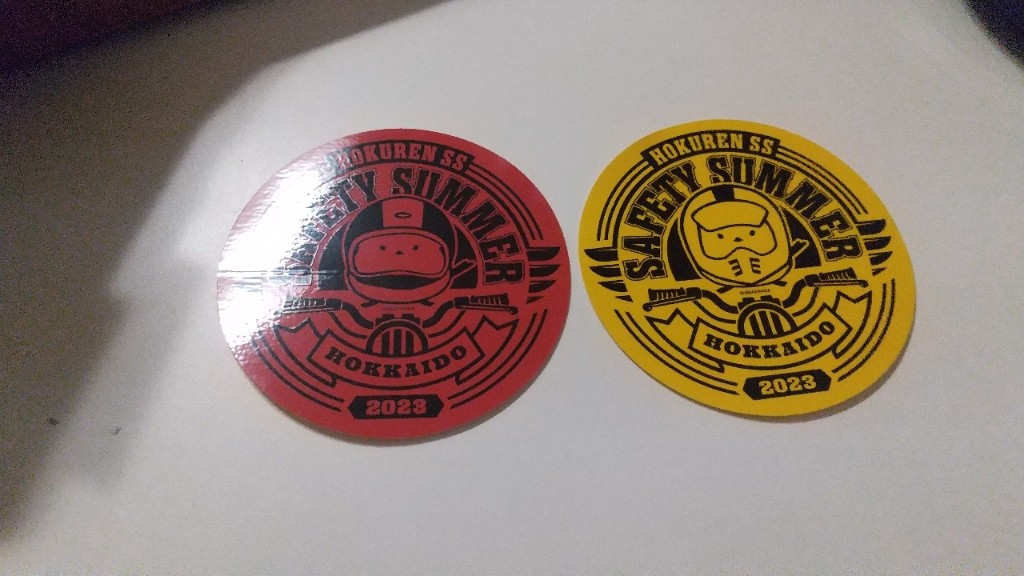 HOKUREN SS
SAFETY SUMMER
HOKKAIDO
2023
HOKUREN SS
SAFETY SUMMER
HOKKAIDO
2023